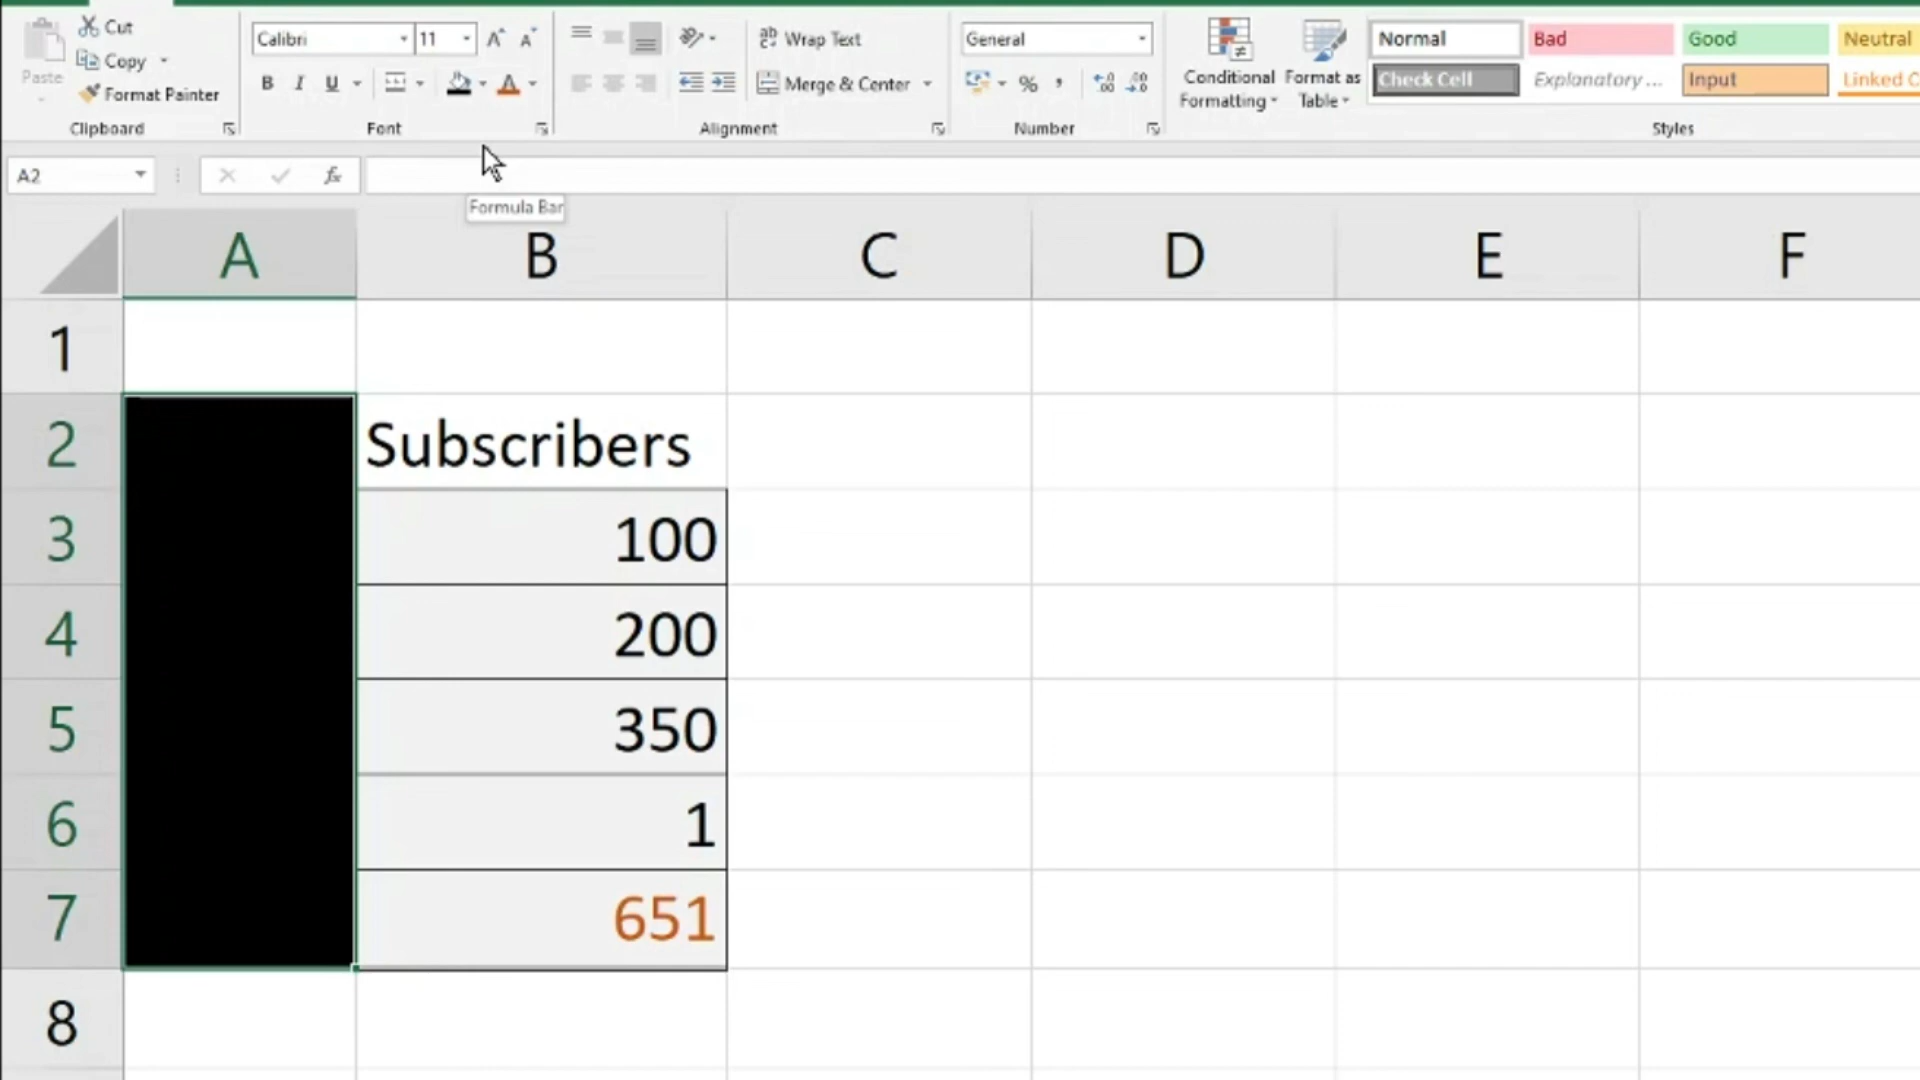 Cut
Copy
Paste
Format Painter
Clipboard
Calibri
11
B I U
A
Font
Wrap Text
Merge & Center
Alignment
General
% ,
Number
Conditional Formatting
Format as Table
Normal Bad Good Neutral
Check Cell Explanatory ... Input Linked C
Styles
A2
fx
Formula Bar
A B C D E F
1
2 Subscribers
3 100
4 200
5 350
6 1
7 651
8